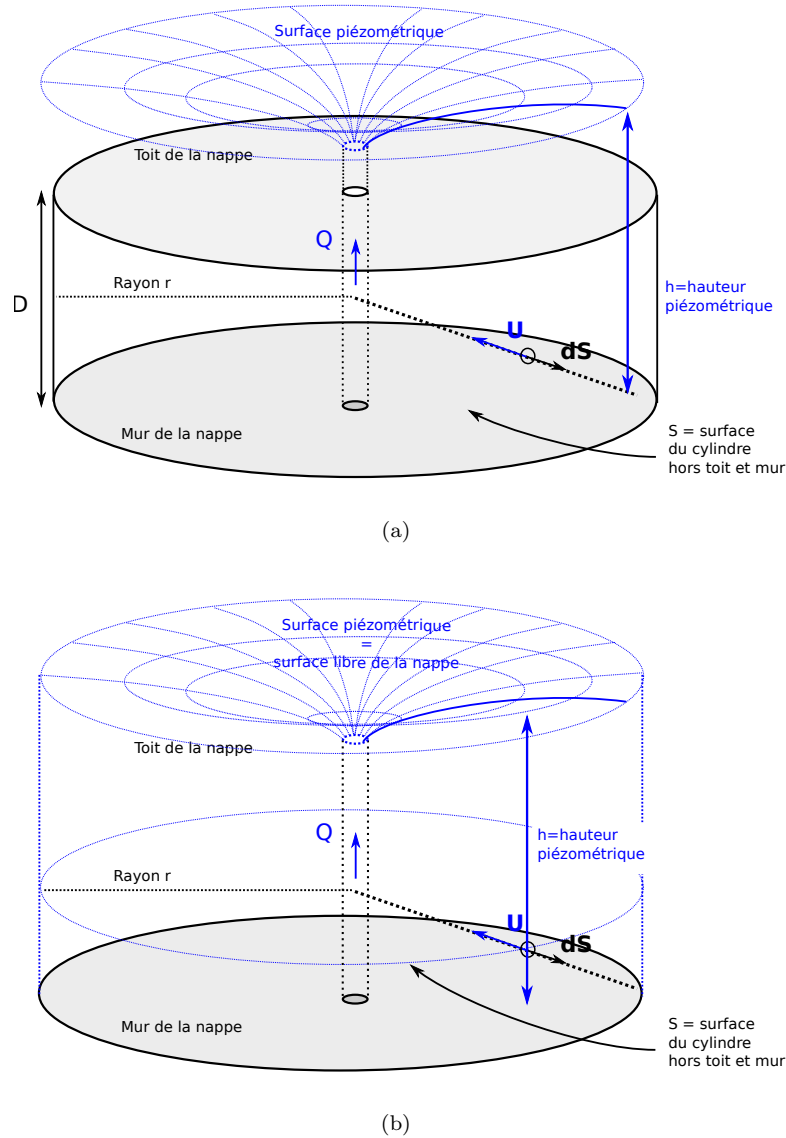 Surface piézométrique
Toit de la nappe
Q
Rayon r
D
h=hauteur
piézométrique
U
dS
Mur de la nappe
S = surface
du cylindre
hors toit et mur
(a)
Surface piézométrique
=
surface libre de la nappe
Toit de la nappe
Q
h=hauteur
piézométrique
Rayon r
U
dS
Mur de la nappe
S = surface
du cylindre
hors toit et mur
(b)